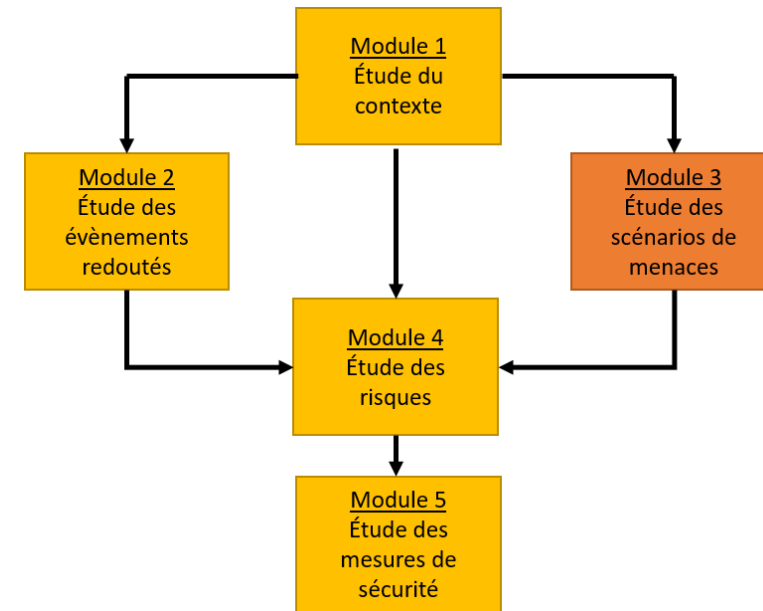 Module 1
Étude du
contexte
Module 2
Étude des
évènements
redoutés
Module 3
Étude des
scénarios de
menaces
Module 4
Étude des
risques
Module 5
Étude des
mesures de
sécurité